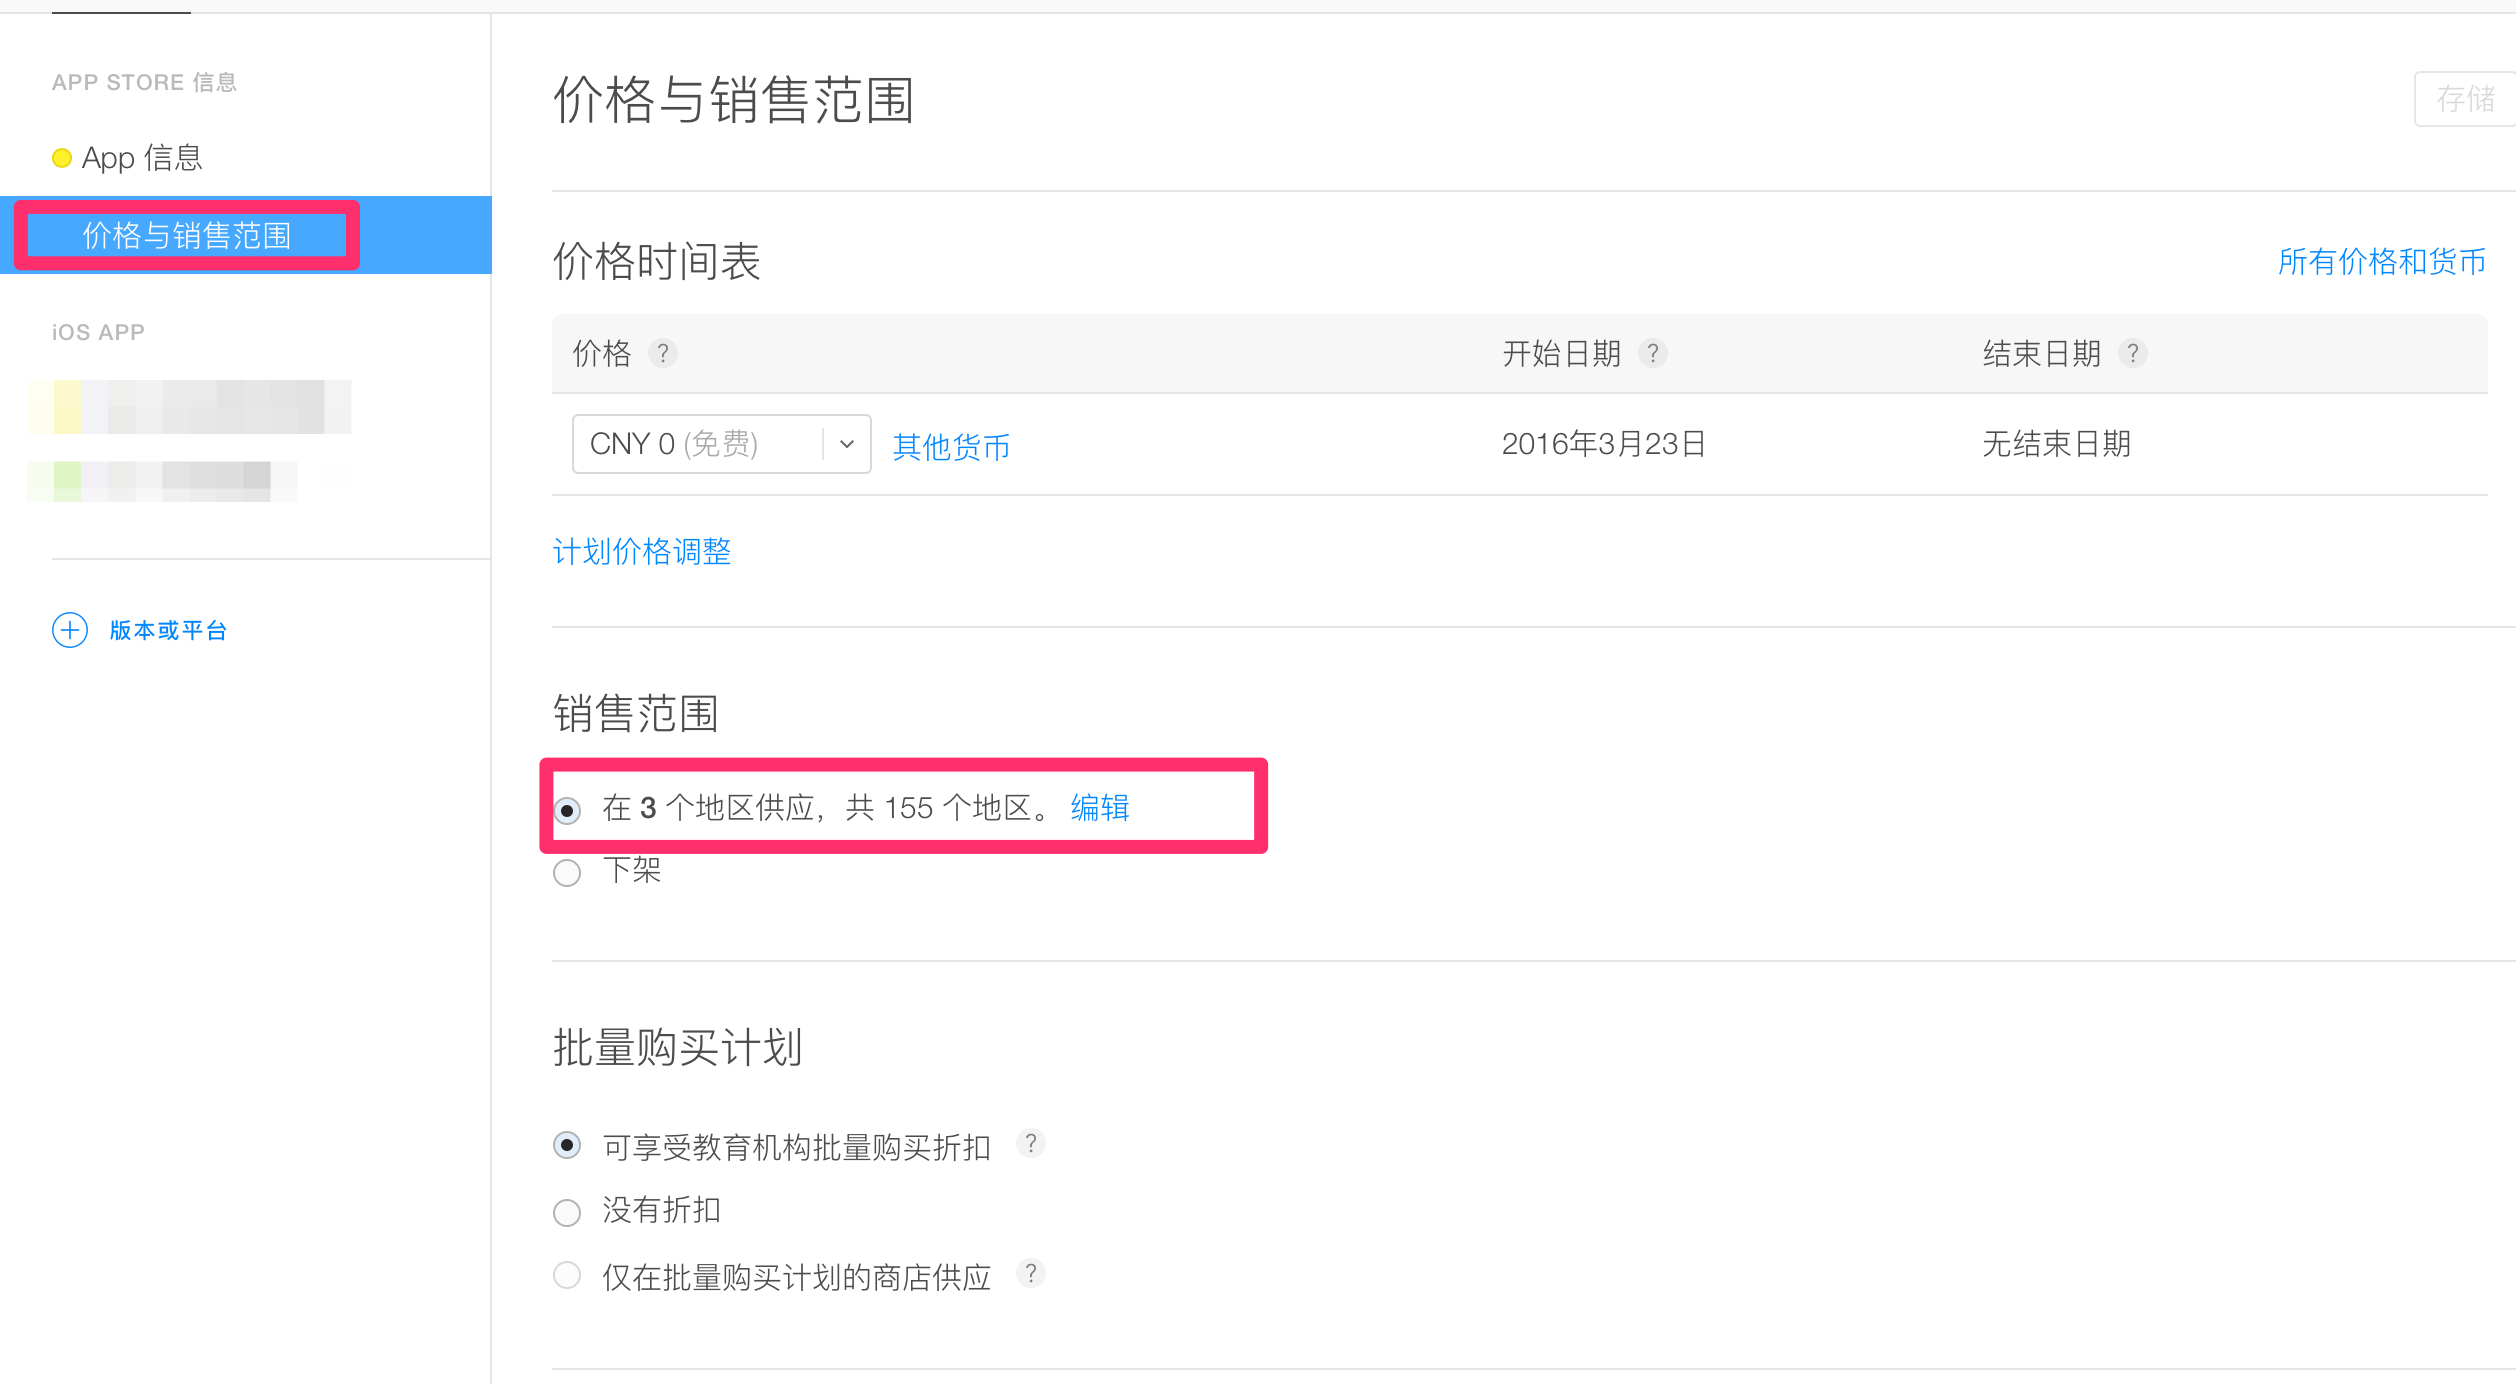 APP STORE 信息
App 信息
价格与销售范围
iOS APP
版本或平台
价格与销售范围
存储
价格时间表
所有价格和货币
价格 ?
开始日期 ?
结束日期 ?
CNY 0 (免费)
其他货币
2016年3月23日
无结束日期
计划价格调整
销售范围
在 3 个地区供应，共 155 个地区。 编辑
下架
批量购买计划
可享受教育机构批量购买折扣 ?
没有折扣
仅在批量购买计划的商店供应 ?